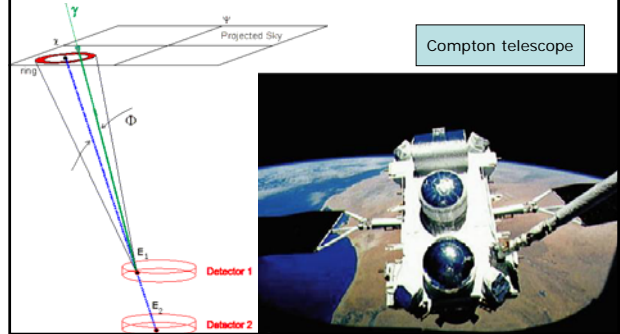 γ
Ψ
Projected Sky
χ
ring
Φ
E1
Detector 1
E2
Detector 2
Compton telescope